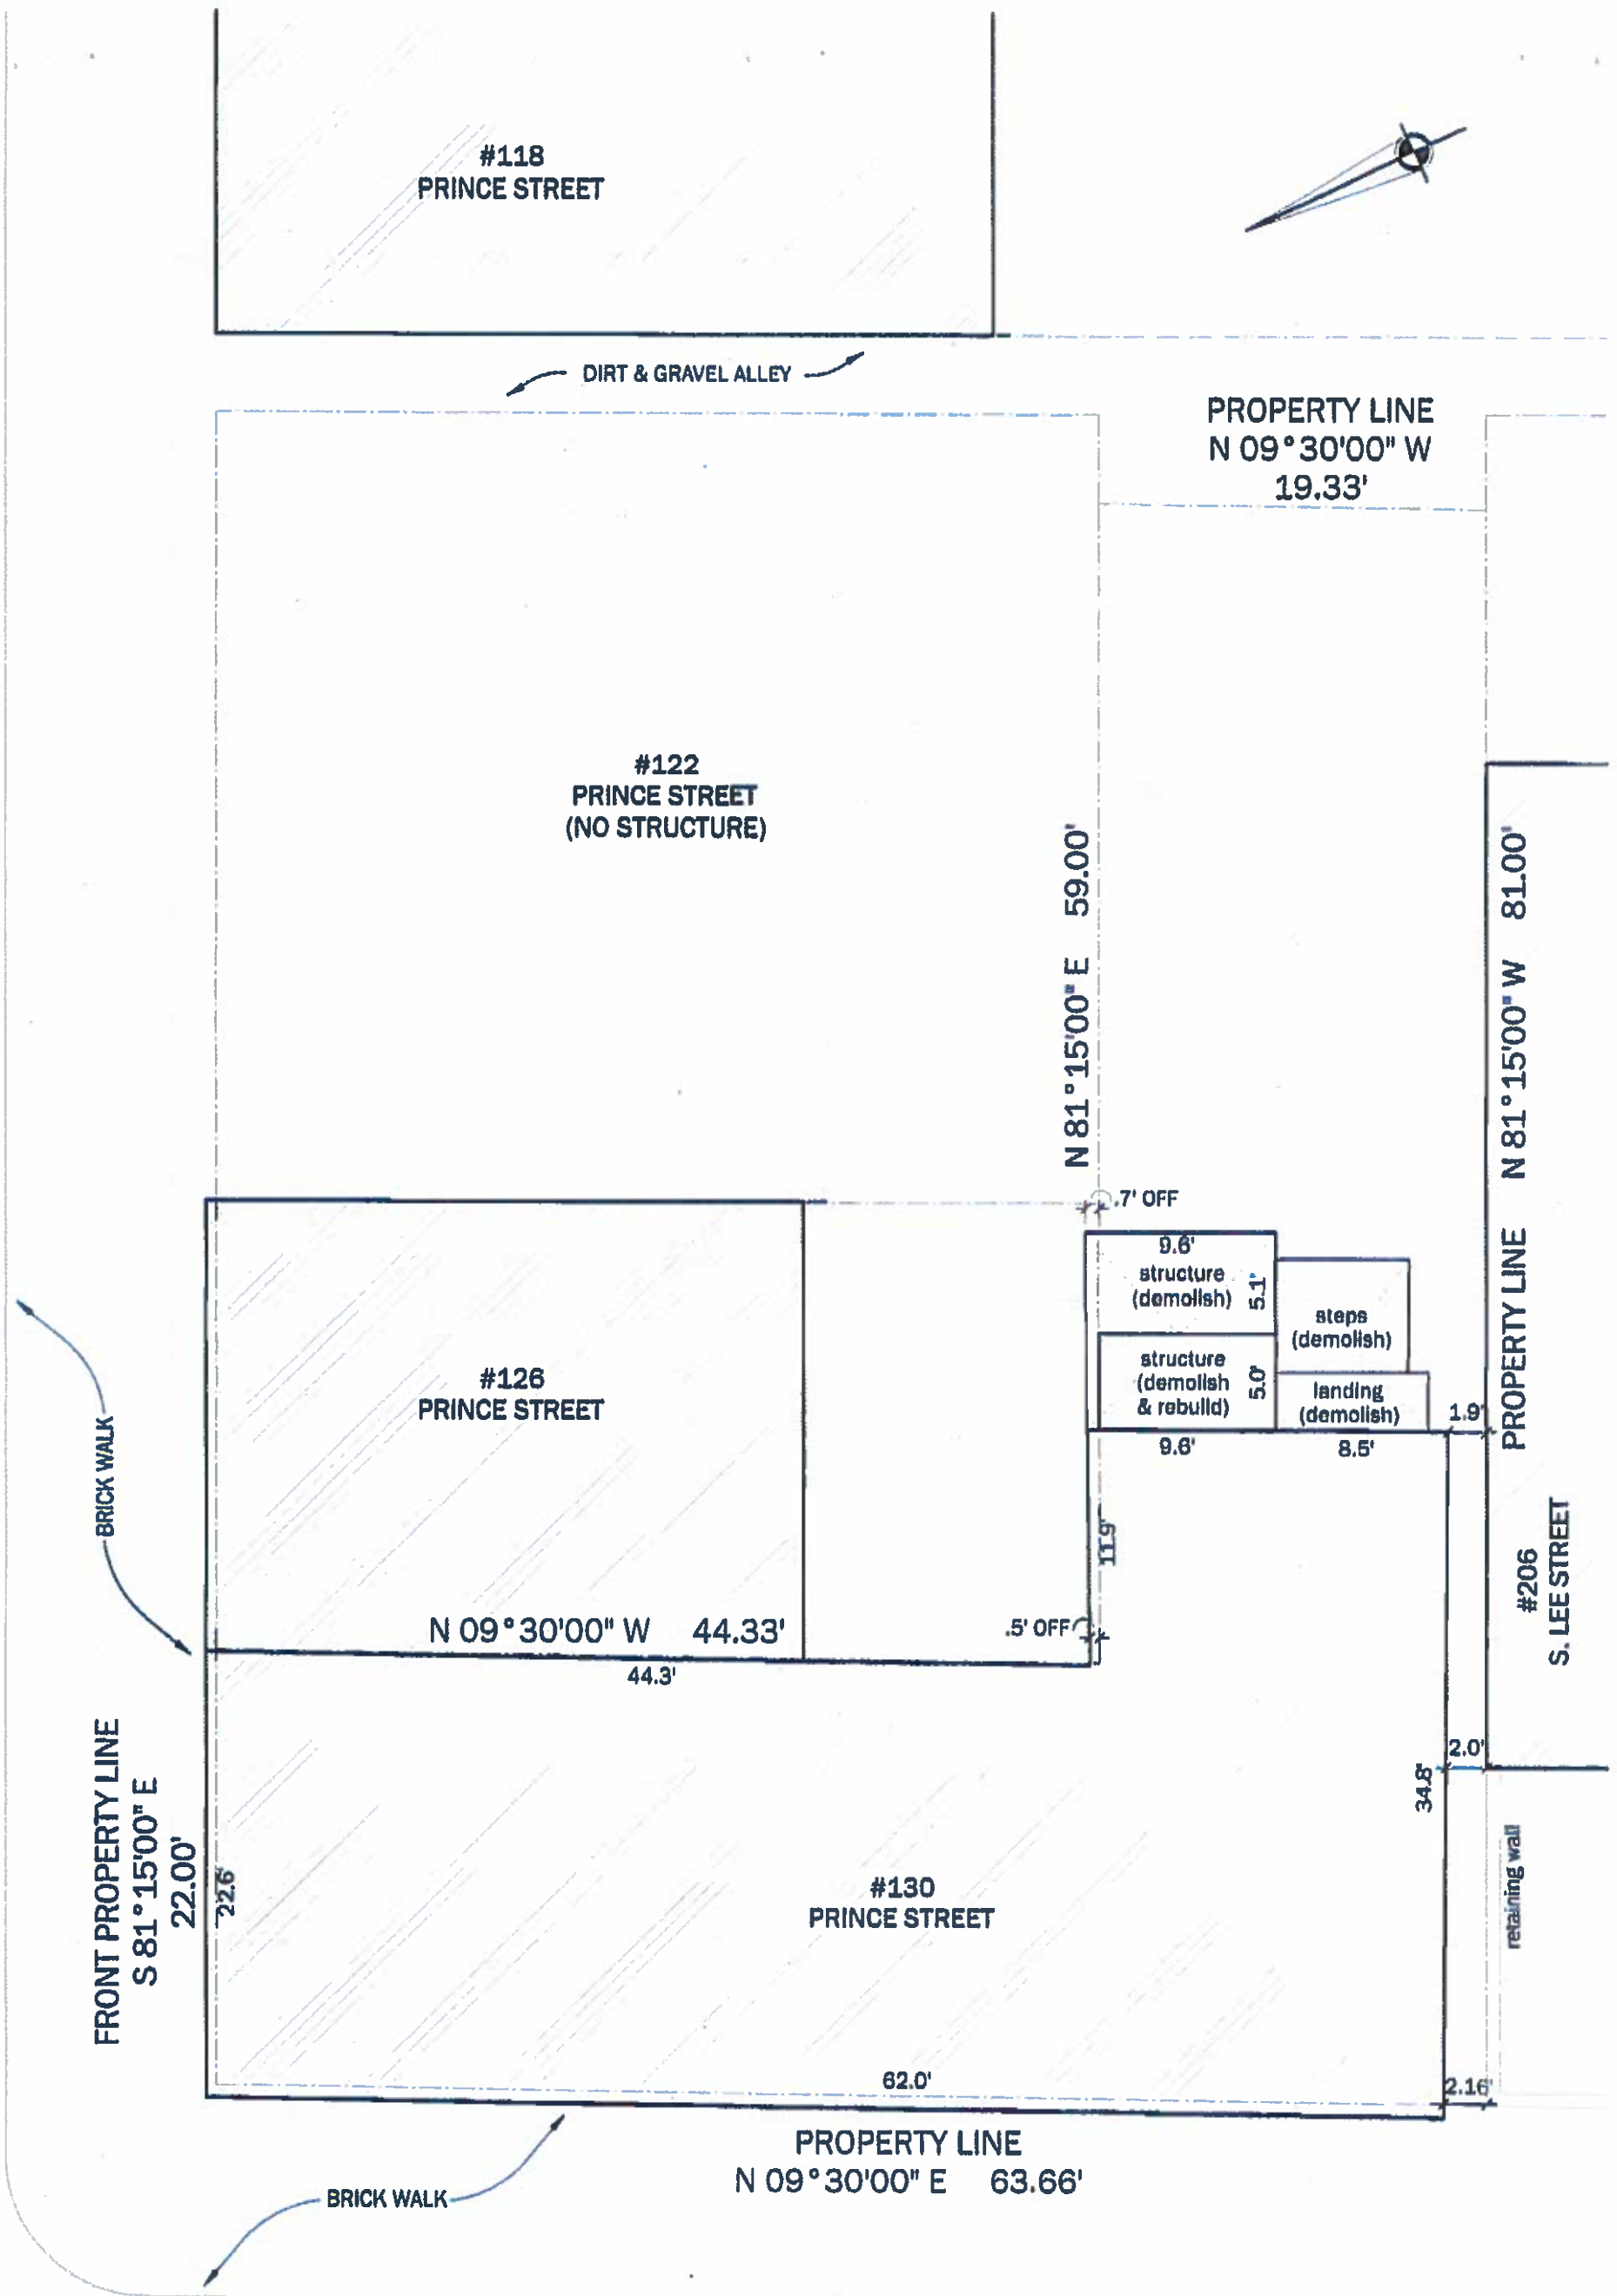 #118
PRINCE STREET
DIRT & GRAVEL ALLEY
PROPERTY LINE
N 09°30'00" W
19.33'
#122
PRINCE STREET
(NO STRUCTURE)
N 81°15'00" E 59.00'
PROPERTY LINE N 81°15'00" W 81.00'
.7' OFF
9.6'
structure
(demolish)
5.1'
steps
(demolish)
structure
(demolish
& rebuild)
5.0'
landing
(demolish)
1.9'
9.6'
8.5'
#126
PRINCE STREET
BRICK WALK
11.9'
#206
S. LEE STREET
N 09°30'00" W 44.33'
.5' OFF
44.3'
FRONT PROPERTY LINE
S 81°15'00" E
22.00'
22.6'
2.0'
34.8'
retaining wall
#130
PRINCE STREET
62.0'
2.16'
PROPERTY LINE
N 09°30'00" E 63.66'
BRICK WALK